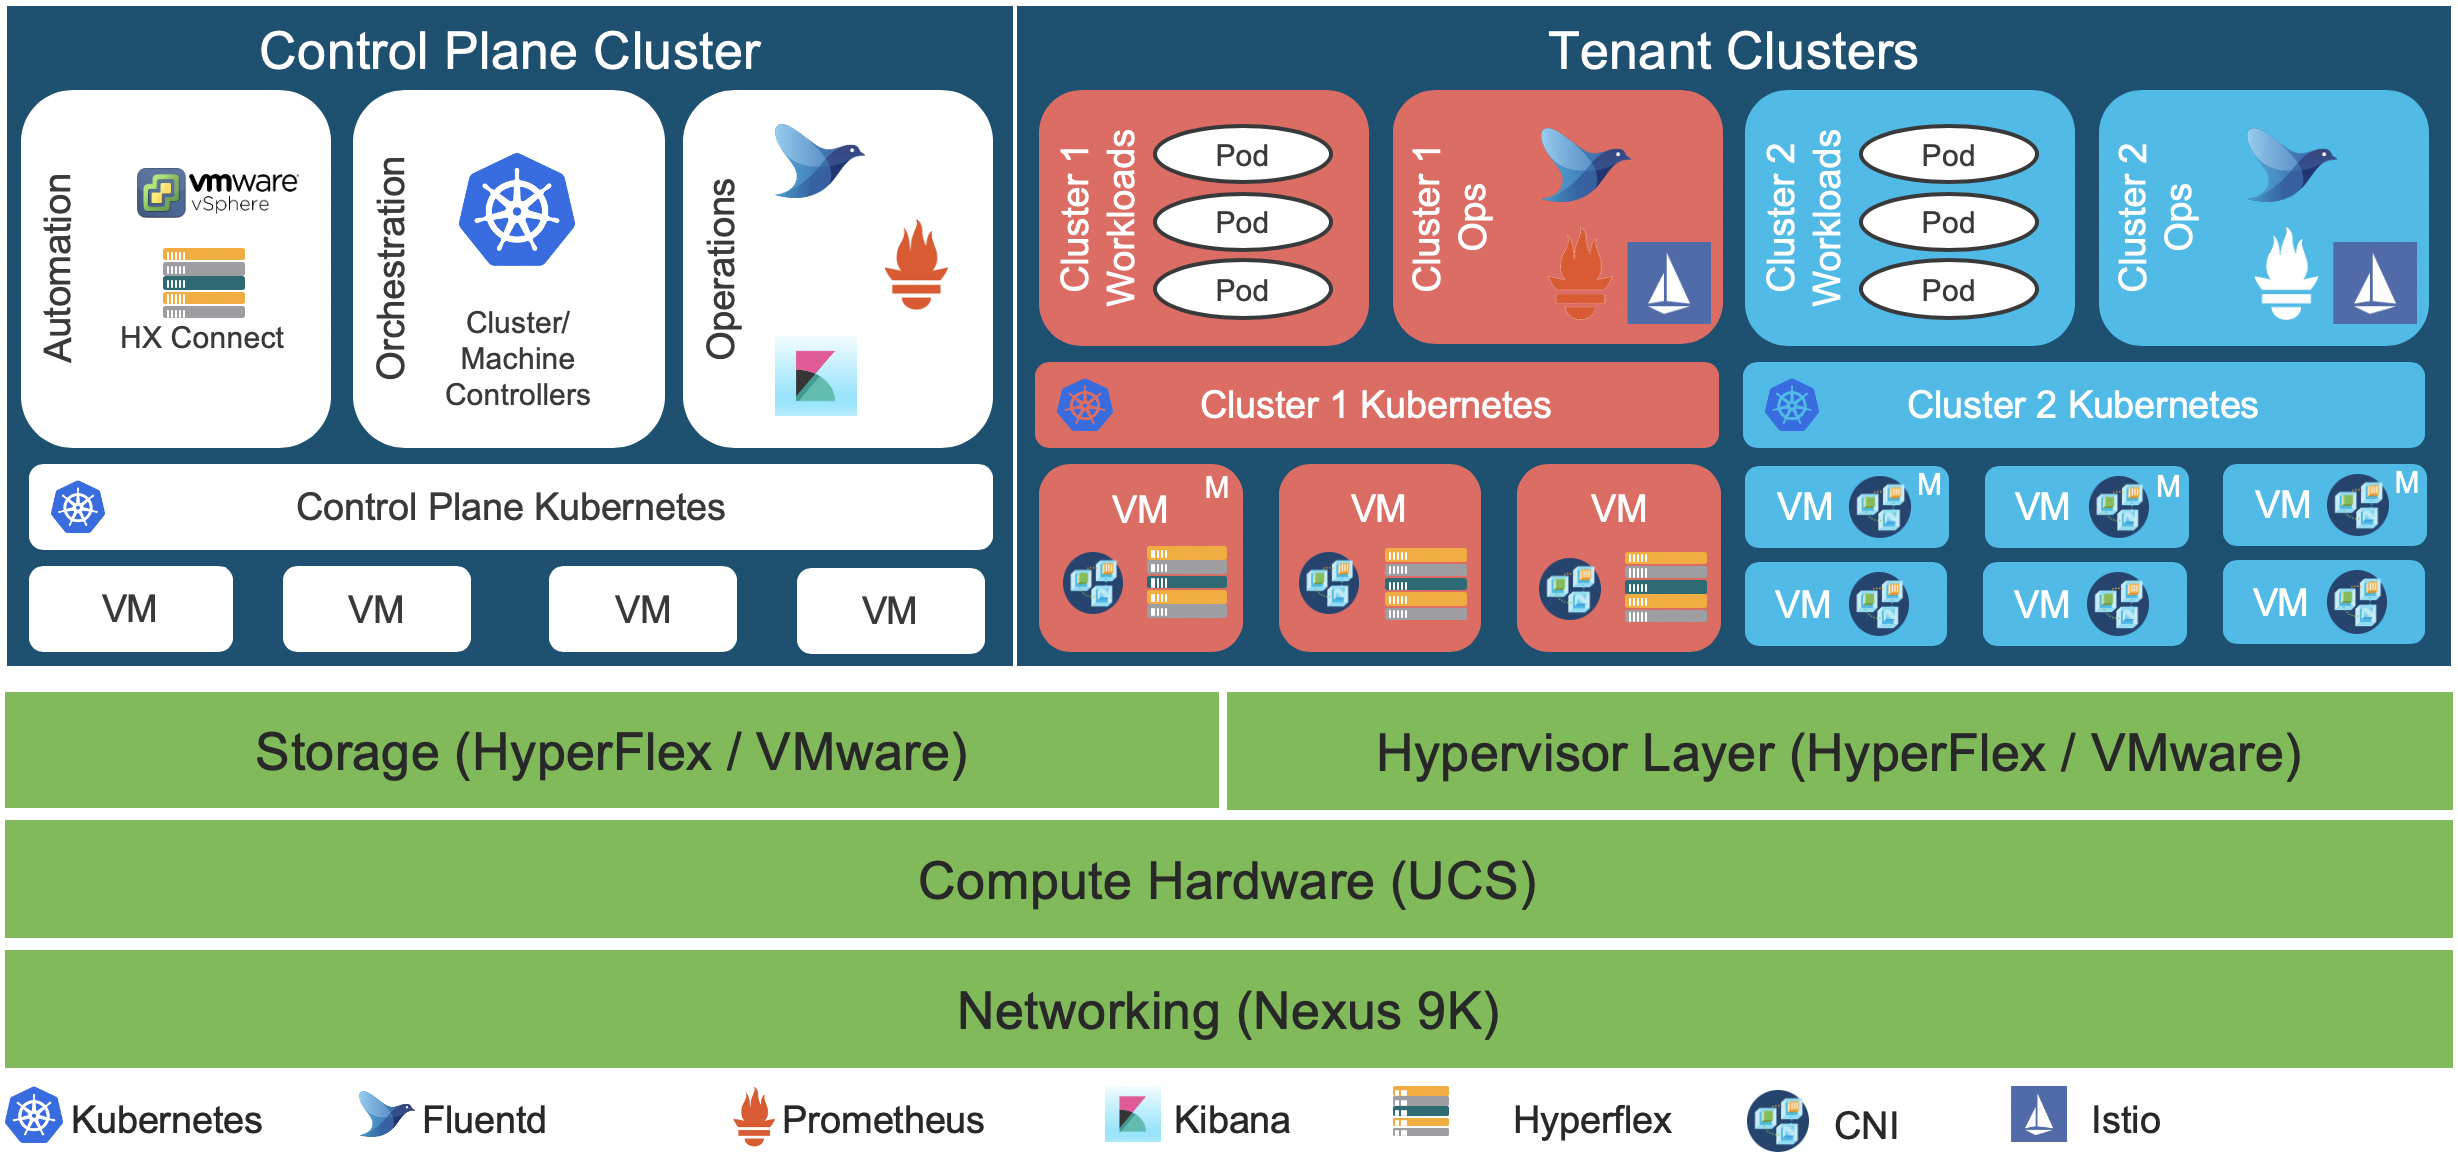 Control Plane Cluster
Automation
vmware
vSphere
HX Connect
Orchestration
Cluster/
Machine
Controllers
Operations
Control Plane Kubernetes
VM
VM
VM
VM
Tenant Clusters
Cluster 1
Workloads
Pod
Pod
Pod
Cluster 1
Ops
Cluster 2
Workloads
Pod
Pod
Pod
Cluster 2
Ops
Cluster 1 Kubernetes
Cluster 2 Kubernetes
VM M
VM
VM
VM M
VM M
VM M
VM
VM
VM
Storage (HyperFlex / VMware)
Hypervisor Layer (HyperFlex / VMware)
Compute Hardware (UCS)
Networking (Nexus 9K)
Kubernetes
Fluentd
Prometheus
Kibana
Hyperflex
CNI
Istio